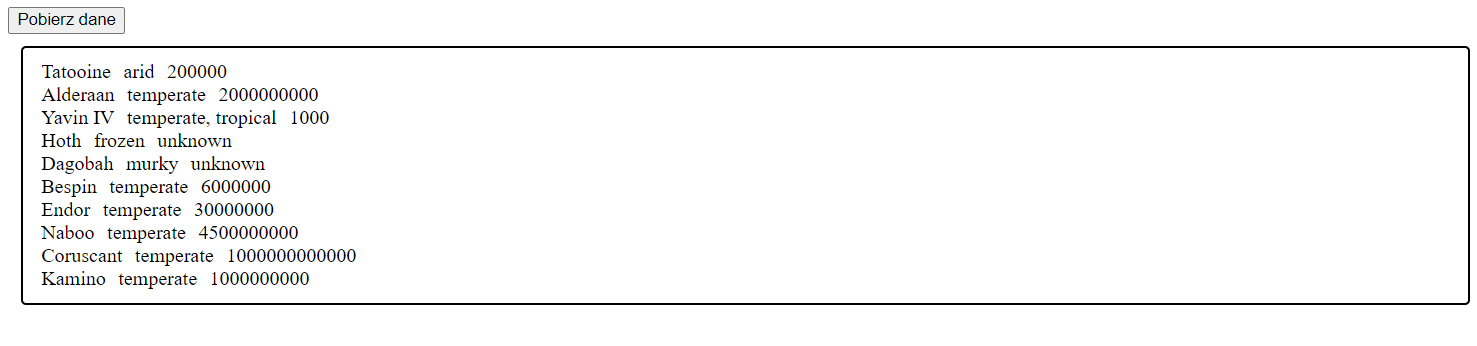 Pobierz dane
Tatooine arid 200000
Alderaan temperate 2000000000
Yavin IV temperate, tropical 1000
Hoth frozen unknown
Dagobah murky unknown
Bespin temperate 6000000
Endor temperate 30000000
Naboo temperate 4500000000
Coruscant temperate 1000000000000
Kamino temperate 1000000000